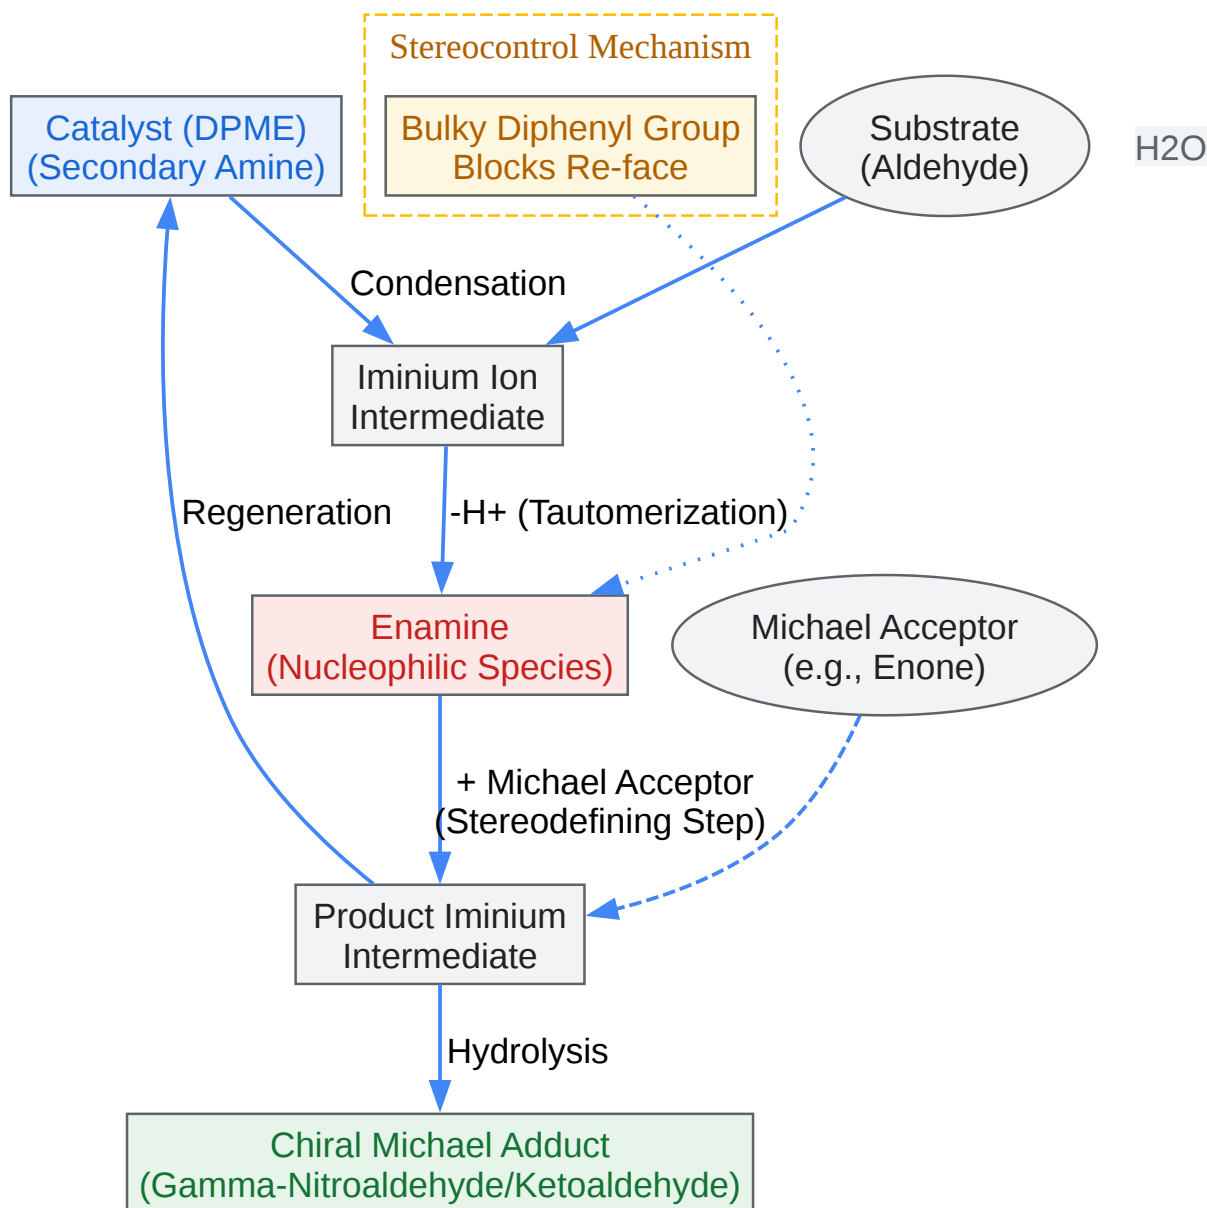 Stereocontrol Mechanism
Catalyst (DPME)
(Secondary Amine)
Bulky Diphenyl Group
Blocks Re-face
Substrate
(Aldehyde)
H2O
Condensation
Iminium Ion
Intermediate
Regeneration
-H+ (Tautomerization)
Enamine
(Nucleophilic Species)
Michael Acceptor
(e.g., Enone)
+ Michael Acceptor
(Stereodefining Step)
Product Iminium
Intermediate
Hydrolysis
Chiral Michael Adduct
(Gamma-Nitroaldehyde/Ketoaldehyde)